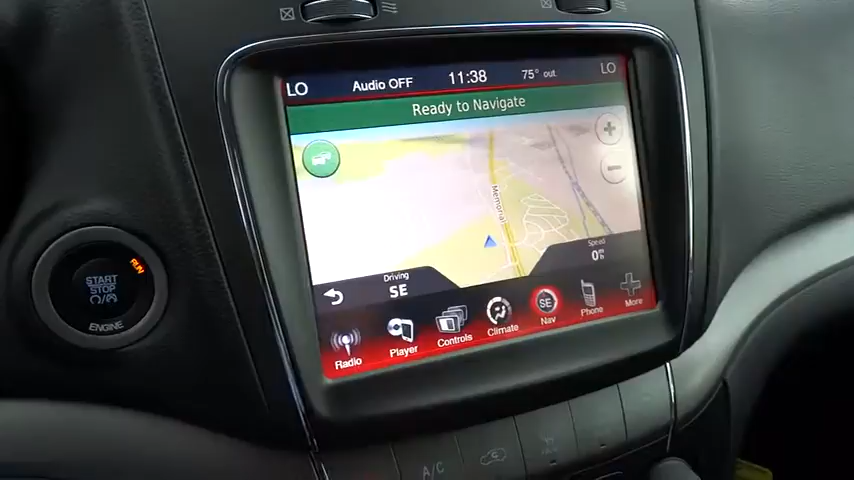 LO Audio OFF 11:38 75° out LO
Ready to Navigate
Memorial
Driving
SE
Speed
0 mh
START
STOP
RUN
ENGINE
Radio Player Controls Climate SE Nav Phone More
A/C